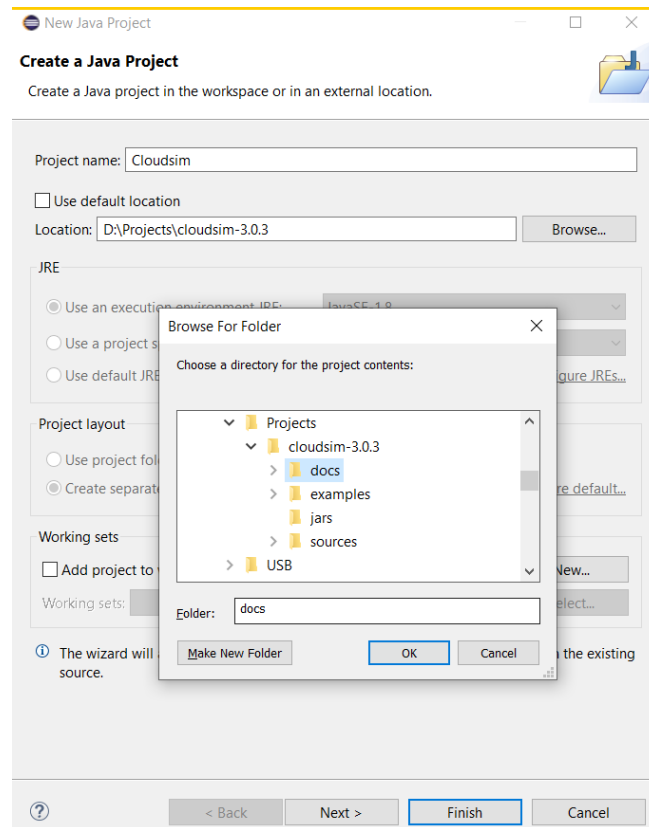 New Java Project
Create a Java Project
Create a Java project in the workspace or in an external location.
Project name: Cloudsim
Use default location
Location: D:\Projects\cloudsim-3.0.3 Browse...
JRE
Use an execution environment JRE: JavaSE-1.8
Use a project s
Use default JRE gure JREs...
Project layout
Use project fol
Create separate re default...
Working sets
Add project to New...
Working sets: elect...
The wizard will the existing
source.
Browse For Folder
Choose a directory for the project contents:
Projects
cloudsim-3.0.3
docs
examples
jars
sources
USB
Folder: docs
Make New Folder OK Cancel
? < Back Next > Finish Cancel